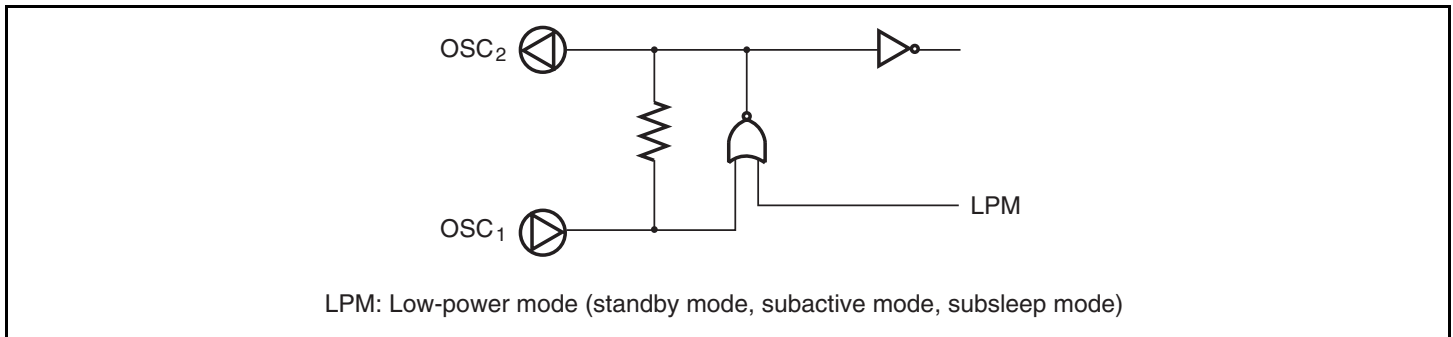 OSC2
LPM
OSC1
LPM: Low-power mode (standby mode, subactive mode, subsleep mode)